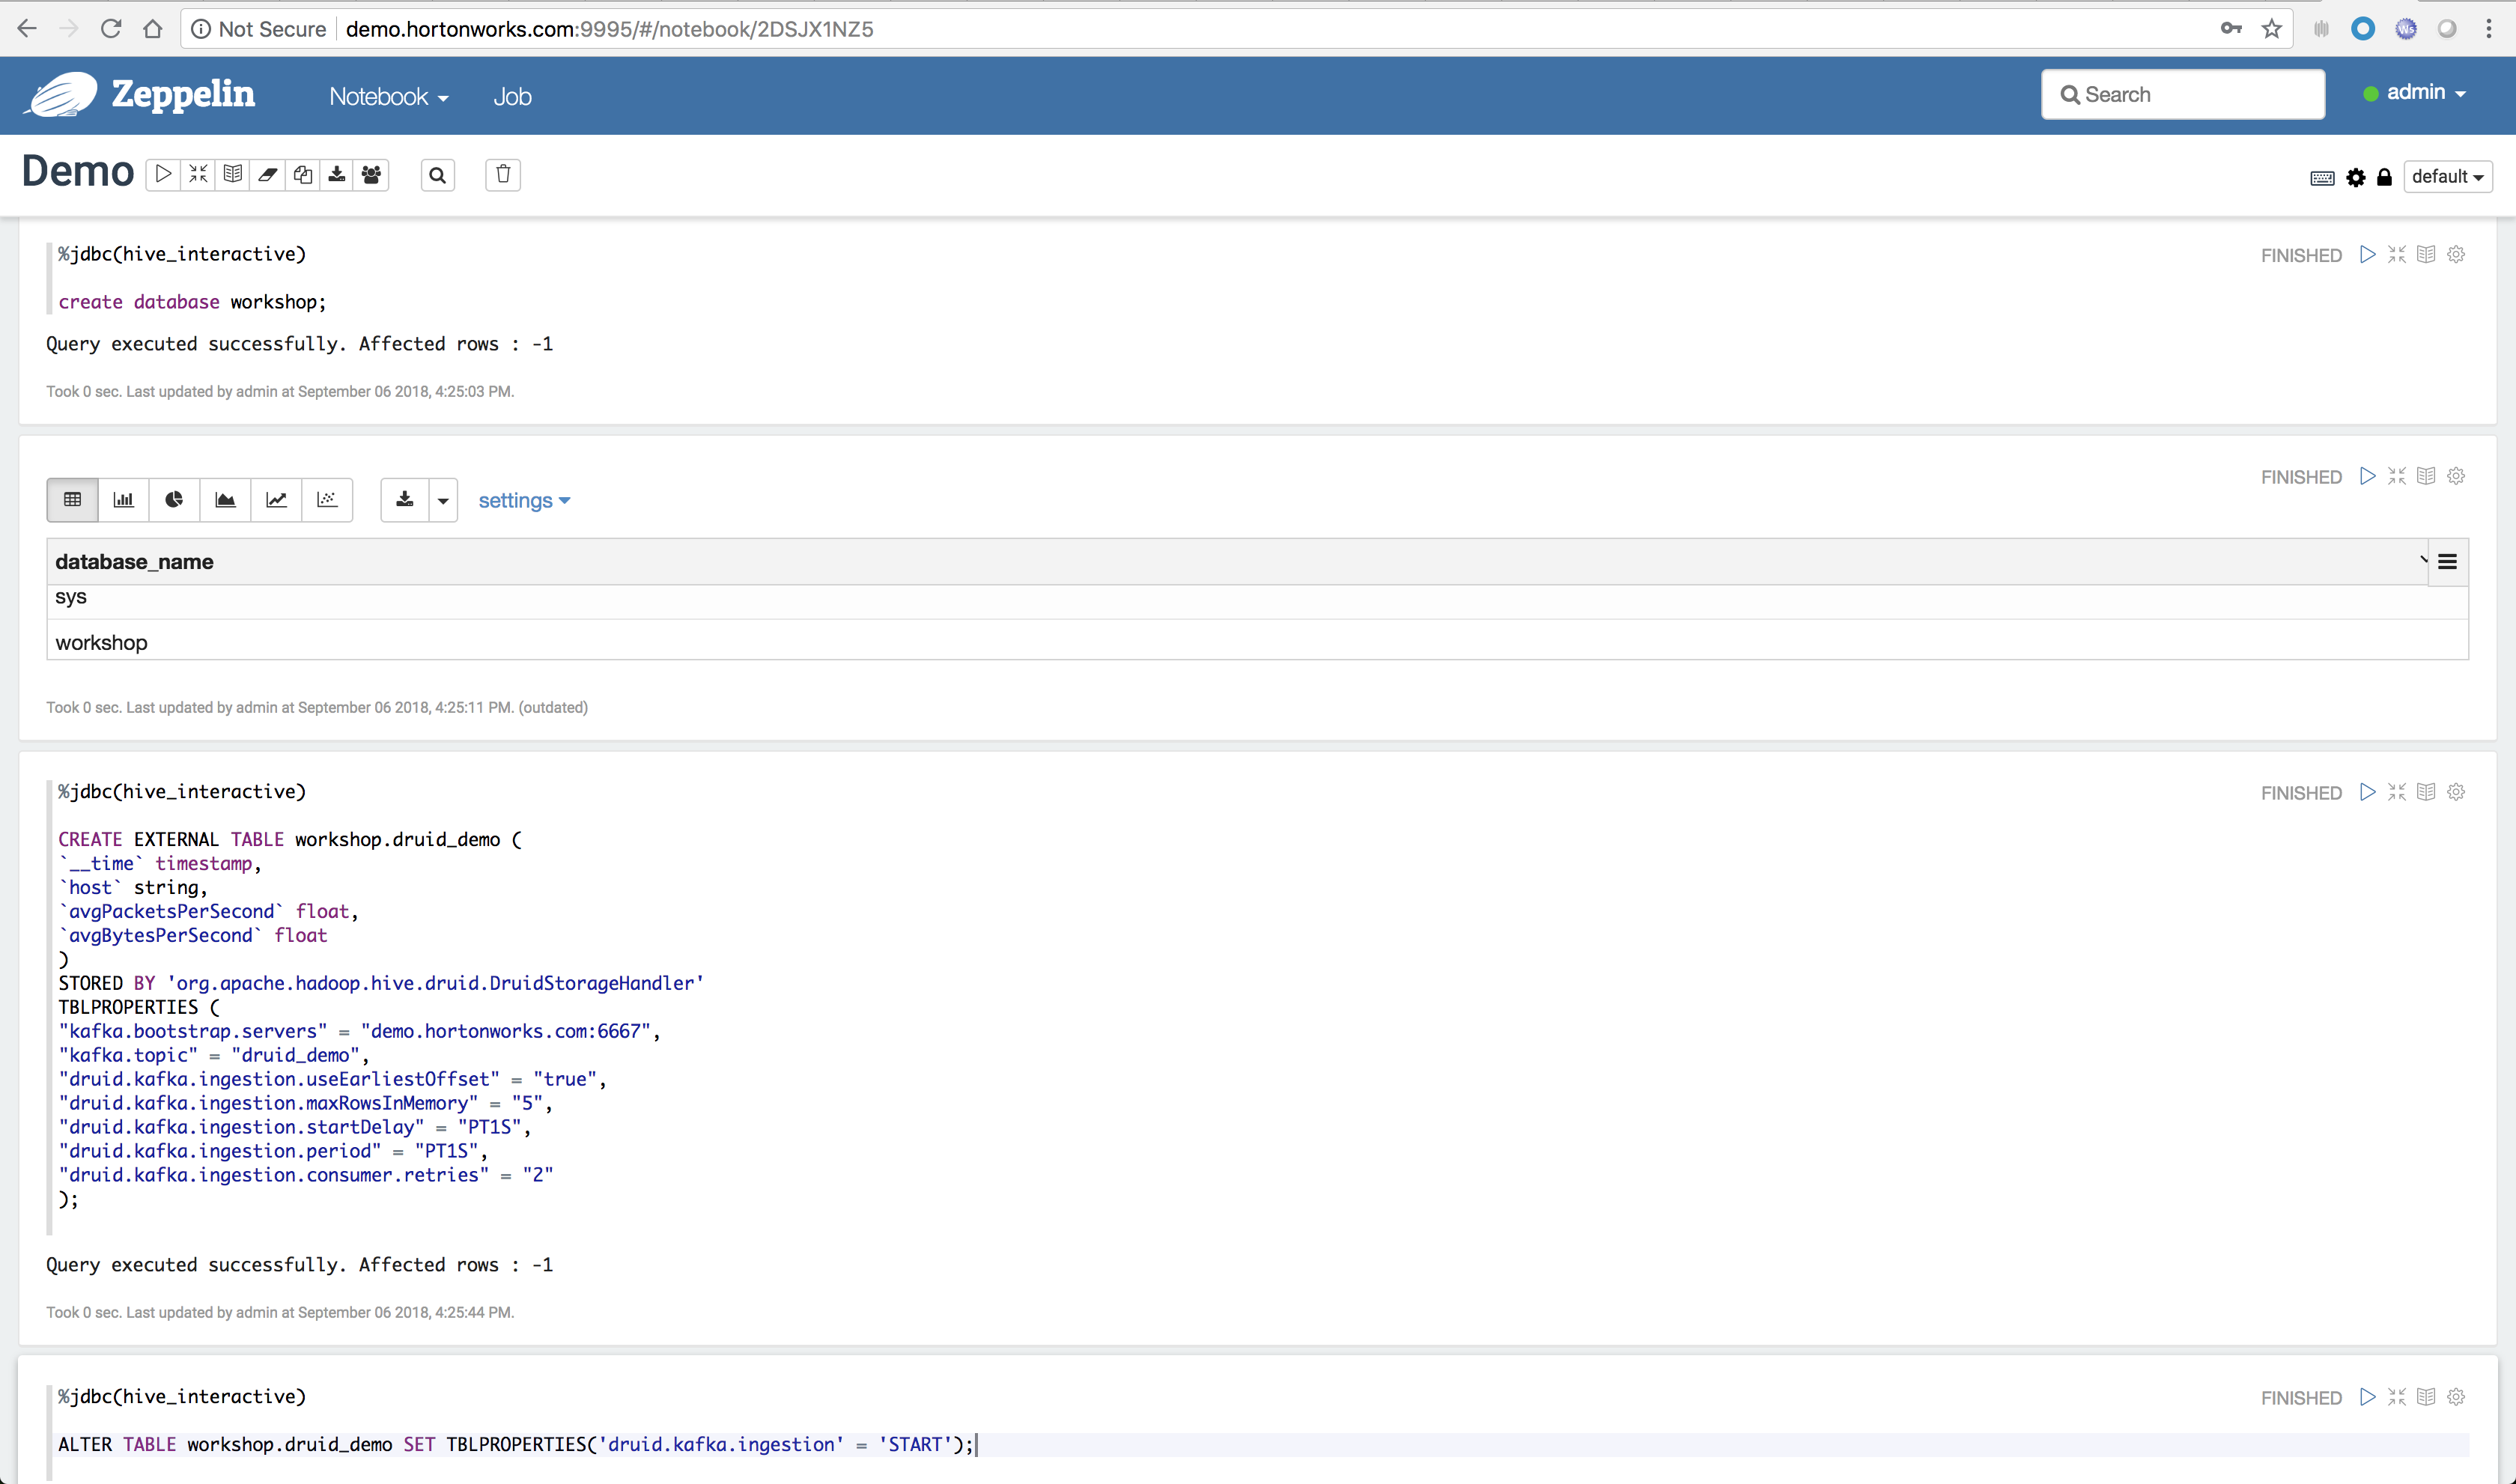 Not Secure demo.hortonworks.com:9995/#/notebook/2DSJX1NZ5
Zeppelin Notebook Job Search admin
Demo default
%jdbc(hive_interactive) FINISHED
create database workshop;
Query executed successfully. Affected rows : -1
Took 0 sec. Last updated by admin at September 06 2018, 4:25:03 PM.
FINISHED
settings
database_name
sys
workshop
Took 0 sec. Last updated by admin at September 06 2018, 4:25:11 PM. (outdated)
%jdbc(hive_interactive) FINISHED
CREATE EXTERNAL TABLE workshop.druid_demo (
`__time` timestamp,
`host` string,
`avgPacketsPerSecond` float,
`avgBytesPerSecond` float
)
STORED BY 'org.apache.hadoop.hive.druid.DruidStorageHandler'
TBLPROPERTIES (
"kafka.bootstrap.servers" = "demo.hortonworks.com:6667",
"kafka.topic" = "druid_demo",
"druid.kafka.ingestion.useEarliestOffset" = "true",
"druid.kafka.ingestion.maxRowsInMemory" = "5",
"druid.kafka.ingestion.startDelay" = "PT1S",
"druid.kafka.ingestion.period" = "PT1S",
"druid.kafka.ingestion.consumer.retries" = "2"
);
Query executed successfully. Affected rows : -1
Took 0 sec. Last updated by admin at September 06 2018, 4:25:44 PM.
%jdbc(hive_interactive) FINISHED
ALTER TABLE workshop.druid_demo SET TBLPROPERTIES('druid.kafka.ingestion' = 'START');